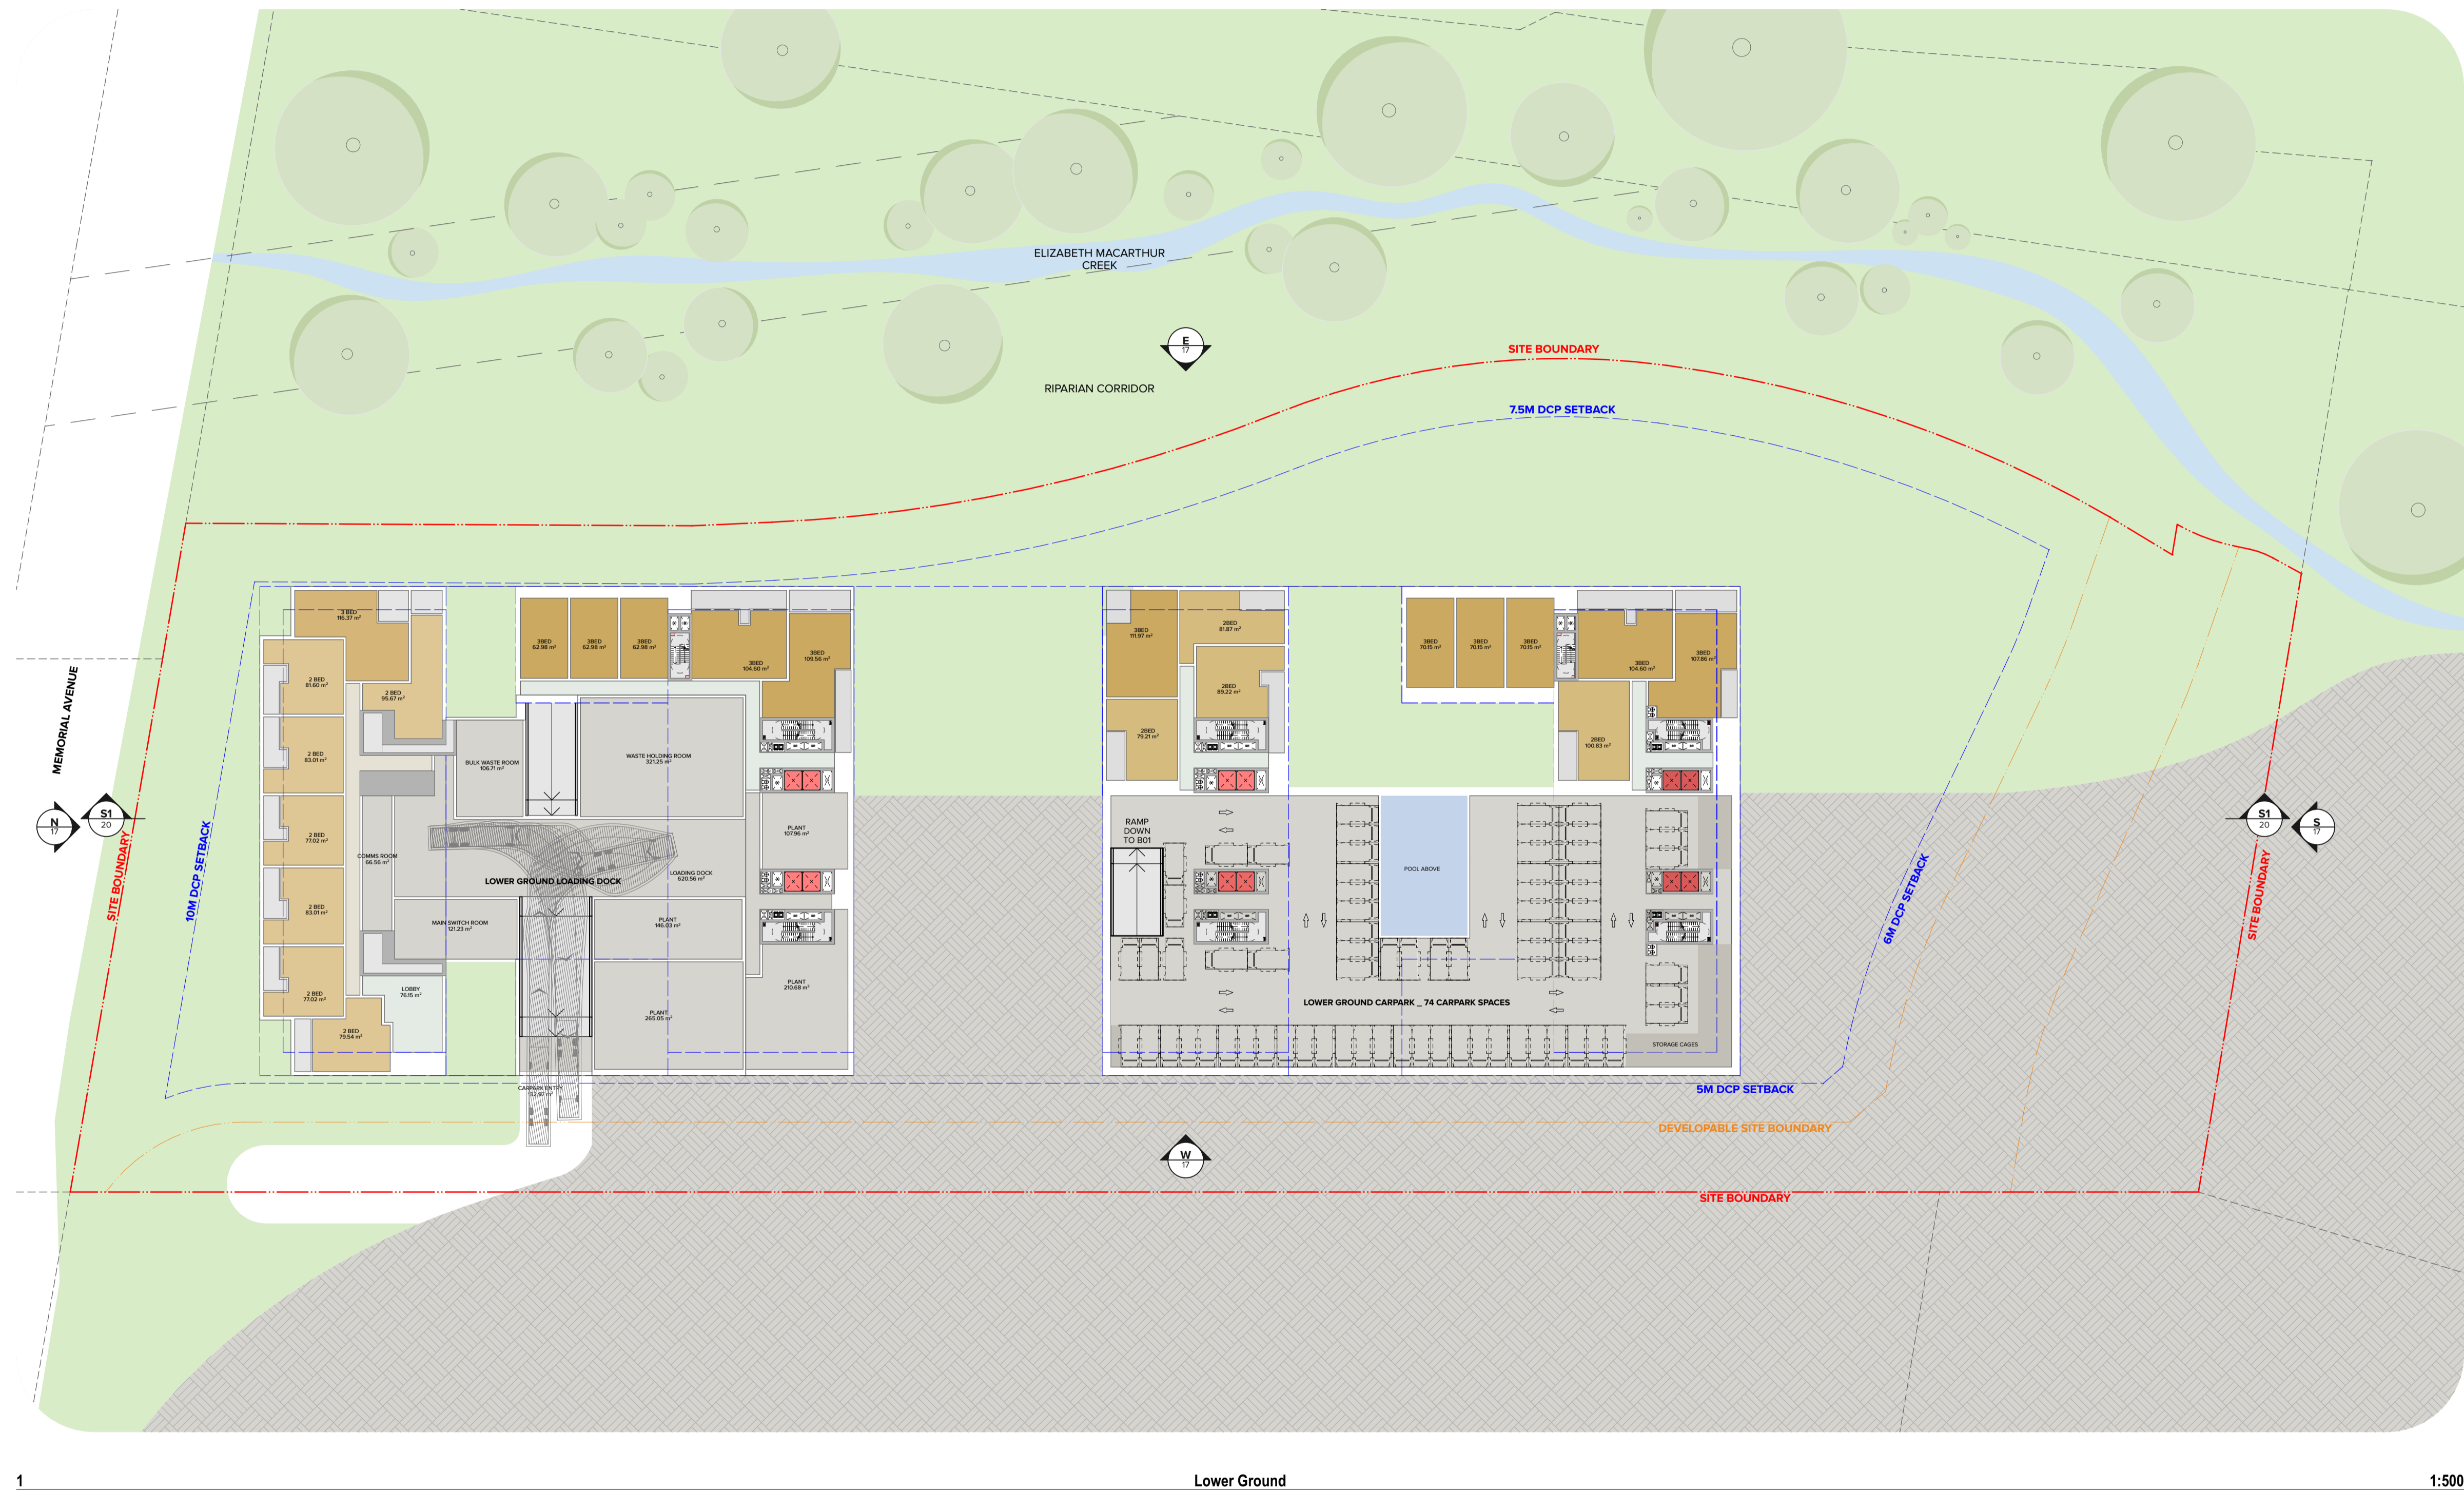 ELIZABETH MACARTHUR
CREEK
E
17
RIPARIAN CORRIDOR
SITE BOUNDARY
7.5M DCP SETBACK
MEMORIAL AVENUE
N
17
S1
20
SITE BOUNDARY
10M DCP SETBACK
3 BED
116.37 m²
2 BED
81.60 m²
2 BED
95.67 m²
2 BED
83.01 m²
2 BED
77.02 m²
2 BED
83.01 m²
2 BED
77.02 m²
2 BED
79.54 m²
COMMS ROOM
66.56 m²
LOBBY
76.15 m²
3BED
62.98 m²
3BED
62.98 m²
3BED
62.98 m²
3BED
104.60 m²
3BED
109.56 m²
BULK WASTE ROOM
106.71 m²
WASTE HOLDING ROOM
321.25 m²
PLANT
107.96 m²
LOADING DOCK
620.56 m²
LOWER GROUND LOADING DOCK
MAIN SWITCH ROOM
121.23 m²
PLANT
146.03 m²
PLANT
210.68 m²
PLANT
265.05 m²
CARPARK ENTRY
3BED
111.97 m²
2BED
81.87 m²
2BED
89.22 m²
2BED
79.21 m²
3BED
70.15 m²
3BED
70.15 m²
3BED
70.15 m²
3BED
104.60 m²
3BED
107.86 m²
2BED
100.83 m²
RAMP
DOWN
TO B01
POOL ABOVE
LOWER GROUND CARPARK _ 74 CARPARK SPACES
STORAGE CAGES
6M DCP SETBACK
S1
20
S
17
SITE BOUNDARY
5M DCP SETBACK
DEVELOPABLE SITE BOUNDARY
W
17
SITE BOUNDARY
1
Lower Ground
1:500